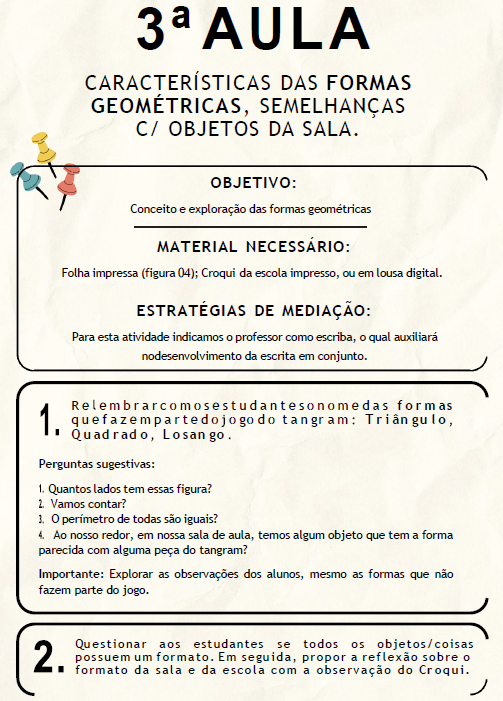 3ª AULA
CARACTERÍSTICAS DAS FORMAS
GEOMÉTRICAS, SEMELHANÇAS
C/ OBJETOS DA SALA.
OBJETIVO:
Conceito e exploração das formas geométricas
MATERIAL NECESSÁRIO:
Folha impressa (figura 04); Croqui da escola impresso, ou em lousa digital.
ESTRATÉGIAS DE MEDIAÇÃO:
Para esta atividade indicamos o professor como escriba, o qual auxiliará
nodesenvolvimento da escrita em conjunto.
1. Relembrarcomosestudantesonomedas formas
quefazempartedojogodo tangram: Triângulo,
Quadrado, Losango.
Perguntas sugestivas:
1. Quantos lados tem essas figura?
2. Vamos contar?
3. O perímetro de todas são iguais?
4. Ao nosso redor, em nossa sala de aula, temos algum objeto que tem a forma
parecida com alguma peça do tangram?
Importante: Explorar as observações dos alunos, mesmo as formas que não
fazem parte do jogo.
2. Questionar aos estudantes se todos os objetos/coisas
possuem um formato. Em seguida, propor a reflexão sobre o
formato da sala e da escola com a observação do Croqui.